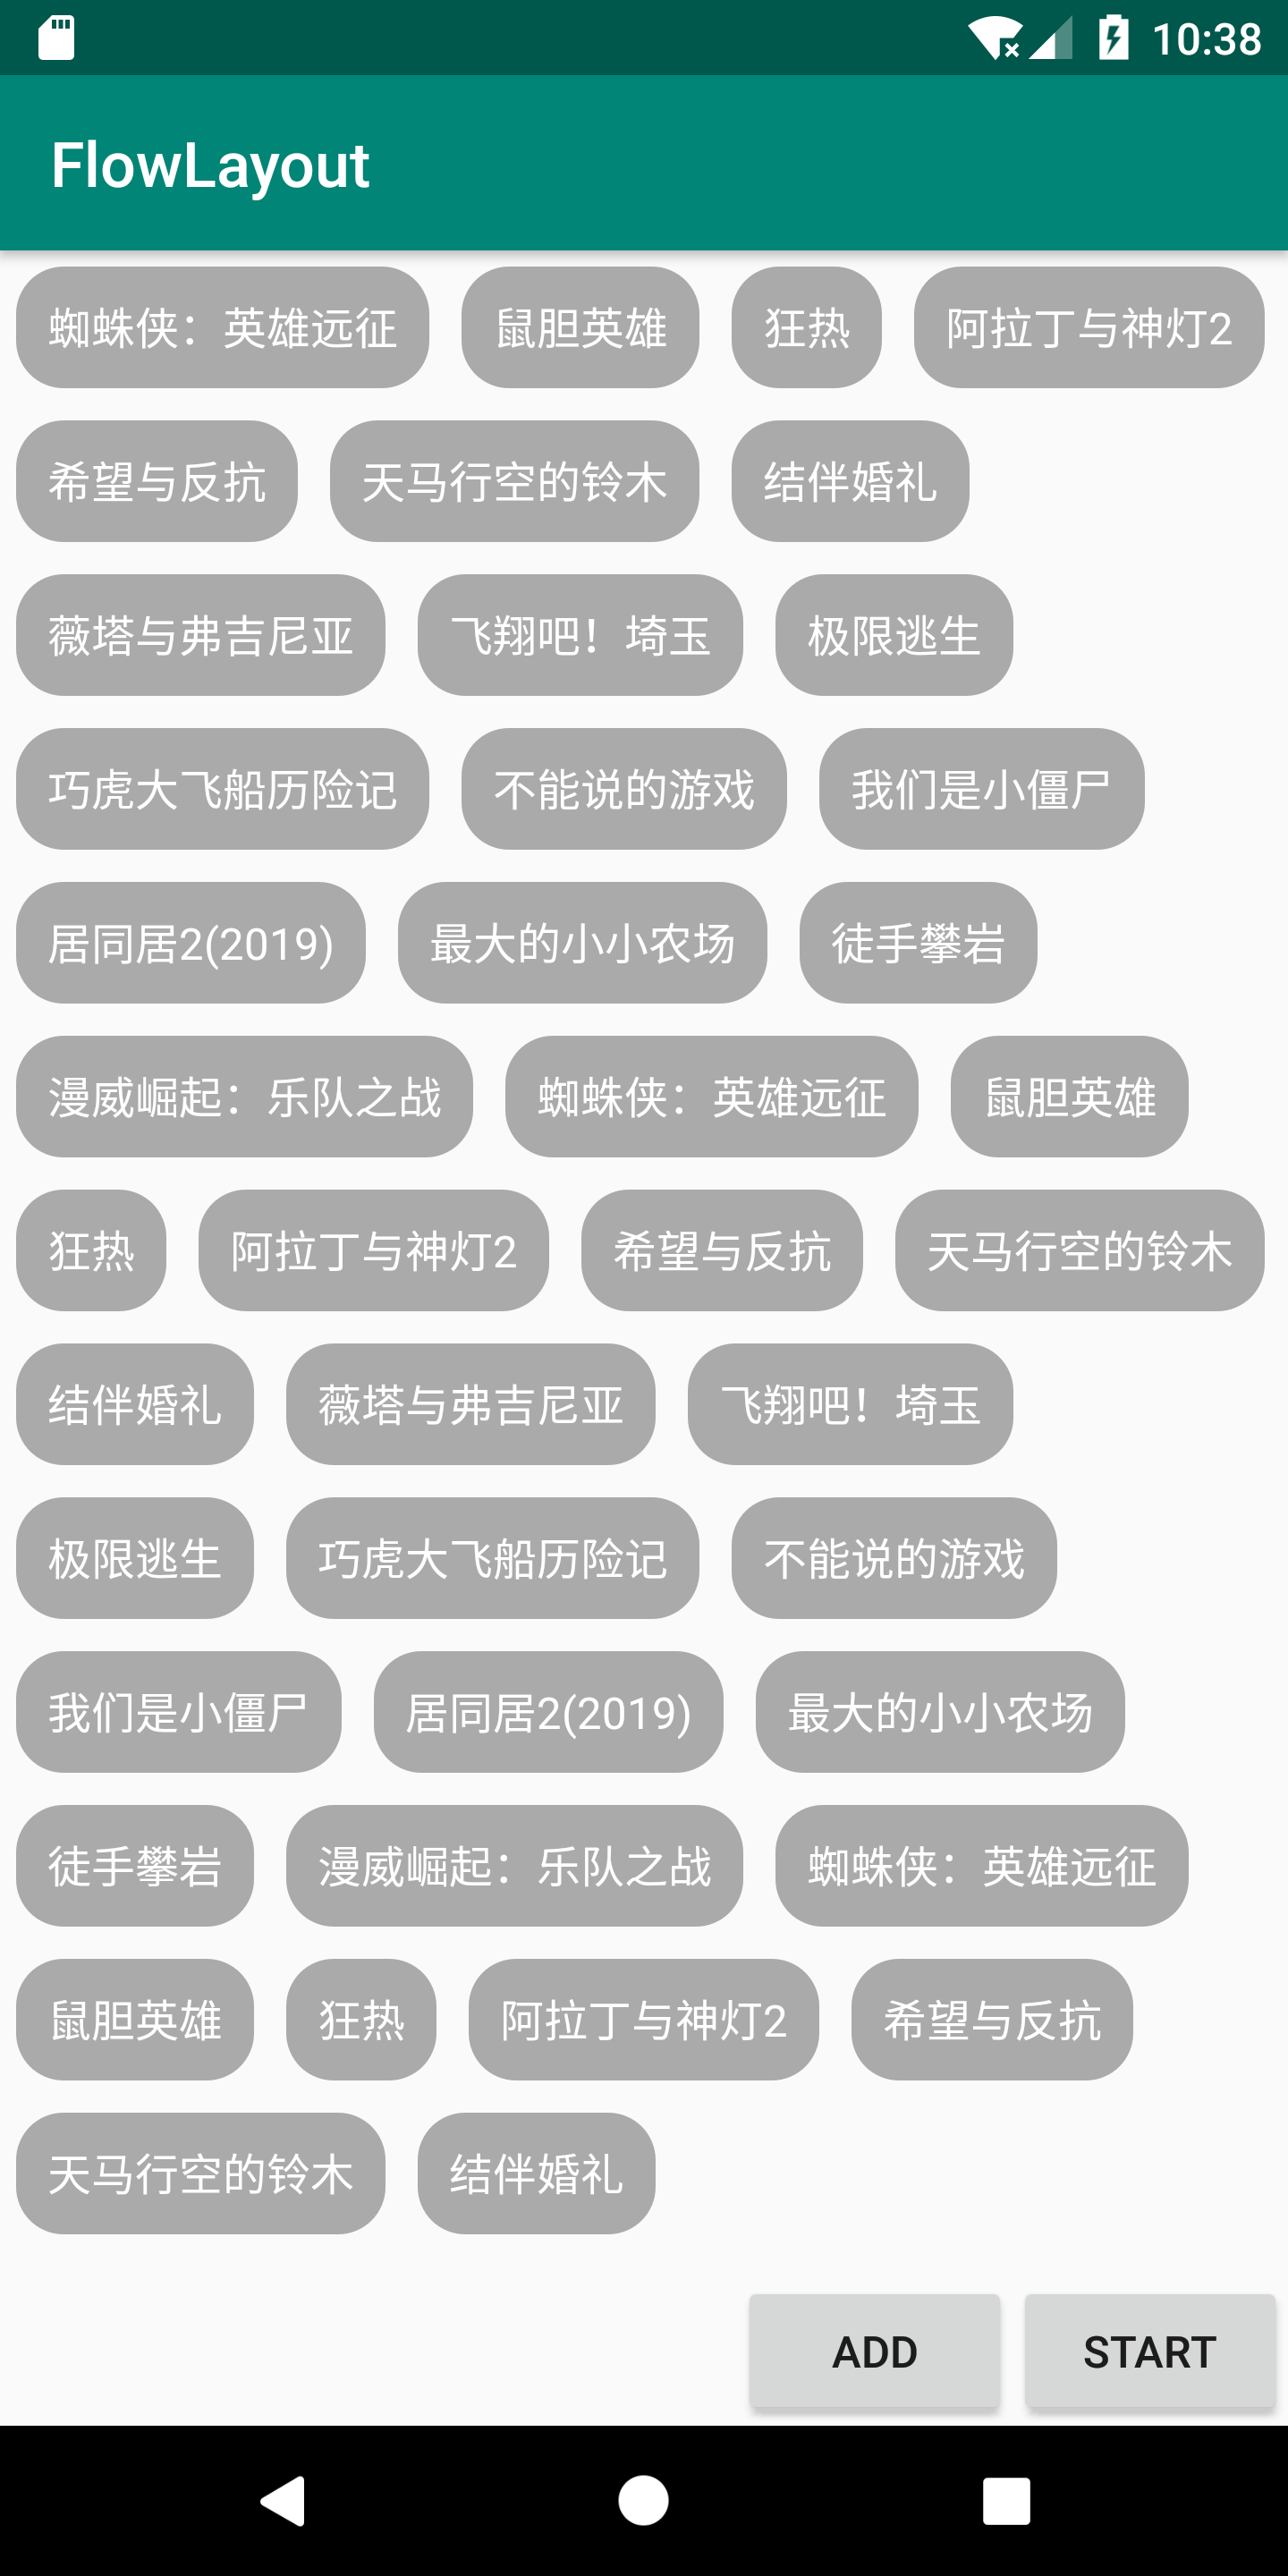 10:38
FlowLayout
蜘蛛侠：英雄远征 鼠胆英雄 狂热 阿拉丁与神灯2
希望与反抗 天马行空的铃木 结伴婚礼
薇塔与弗吉尼亚 飞翔吧！埼玉 极限逃生
巧虎大飞船历险记 不能说的游戏 我们是小僵尸
居同居2(2019) 最大的小小农场 徒手攀岩
漫威崛起：乐队之战 蜘蛛侠：英雄远征 鼠胆英雄
狂热 阿拉丁与神灯2 希望与反抗 天马行空的铃木
结伴婚礼 薇塔与弗吉尼亚 飞翔吧！埼玉
极限逃生 巧虎大飞船历险记 不能说的游戏
我们是小僵尸 居同居2(2019) 最大的小小农场
徒手攀岩 漫威崛起：乐队之战 蜘蛛侠：英雄远征
鼠胆英雄 狂热 阿拉丁与神灯2 希望与反抗
天马行空的铃木 结伴婚礼
ADD START